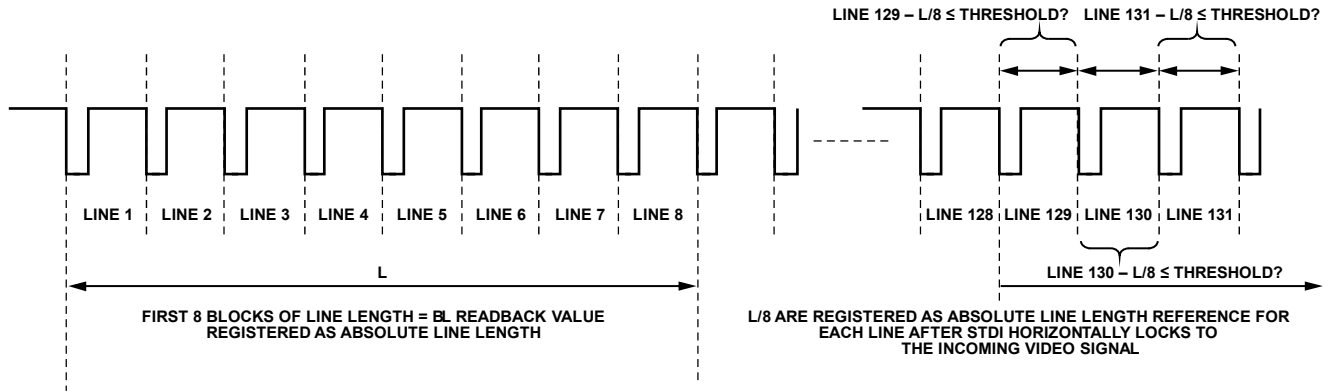 LINE 129 – L/8 ≤ THRESHOLD?
LINE 131 – L/8 ≤ THRESHOLD?
LINE 1
LINE 2
LINE 3
LINE 4
LINE 5
LINE 6
LINE 7
LINE 8
LINE 128
LINE 129
LINE 130
LINE 131
L
LINE 130 – L/8 ≤ THRESHOLD?
FIRST 8 BLOCKS OF LINE LENGTH = BL READBACK VALUE
REGISTERED AS ABSOLUTE LINE LENGTH
L/8 ARE REGISTERED AS ABSOLUTE LINE LENGTH REFERENCE FOR
EACH LINE AFTER STDI HORIZONTALLY LOCKS TO
THE INCOMING VIDEO SIGNAL